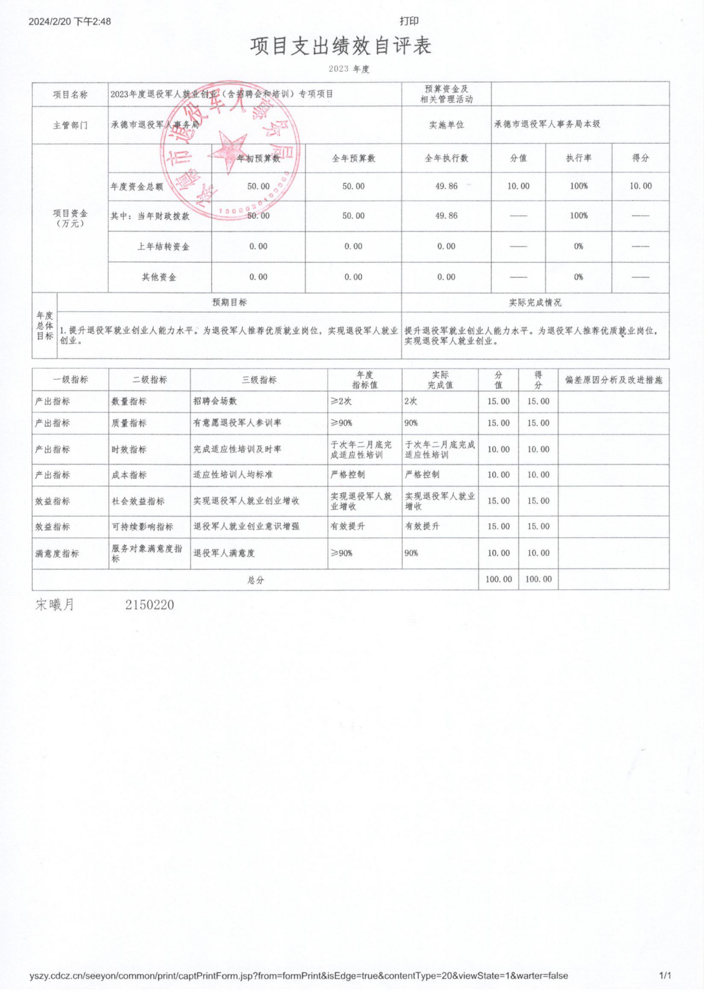 2024/2/20 下午2:48 打印
项目支出绩效自评表
2023 年度
项目名称 2023年度退役军人就业创业（含招聘会和培训）专项项目 预算资金及
相关管理活动
主管部门 承德市退役军人事务局 实施单位 承德市退役军人事务局本级
项目资金
（万元）
年初预算数 全年预算数 全年执行数 分值 执行率 得分
年度资金总额 50.00 50.00 49.86 10.00 100% 10.00
其中：当年财政拨款 50.00 50.00 49.86 —— 100% ——
上年结转资金 0.00 0.00 0.00 —— 0% ——
其他资金 0.00 0.00 0.00 —— 0% ——
年度
总体
目标
预期目标 实际完成情况
1.提升退役军就业创业人能力水平。为退役军人推荐优质就业岗位，实现退役军人就业
创业。
提升退役军就业创业人能力水平。为退役军人推荐优质就业岗位，
实现退役军人就业创业。
一级指标 二级指标 三级指标 年度
指标值 实际
完成值 分
值 得
分 偏差原因分析及改进措施
产出指标 数量指标 招聘会场数 ≥2次 2次 15.00 15.00
产出指标 质量指标 有意愿退役军人参训率 ≥90% 90% 15.00 15.00
产出指标 时效指标 完成适应性培训及时率 于次年二月底完
成适应性培训 于次年二月底完成
适应性培训 10.00 10.00
产出指标 成本指标 适应性培训人均标准 严格控制 严格控制 10.00 10.00
效益指标 社会效益指标 实现退役军人就业创业增收 实现退役军人就
业增收 实现退役军人就业
增收 15.00 15.00
效益指标 可持续影响指标 退役军人就业创业意识增强 有效提升 有效提升 15.00 15.00
满意度指标 服务对象满意度指
标 退役军人满意度 ≥90% 90% 10.00 10.00
总分 100.00 100.00
宋曦月 2150220
承德市退役军人事务局
yszy.cdcz.cn/seeyon/common/print/captPrintForm.jsp?from=formPrint&isEdge=true&contentType=20&viewState=1&warter=false 1/1